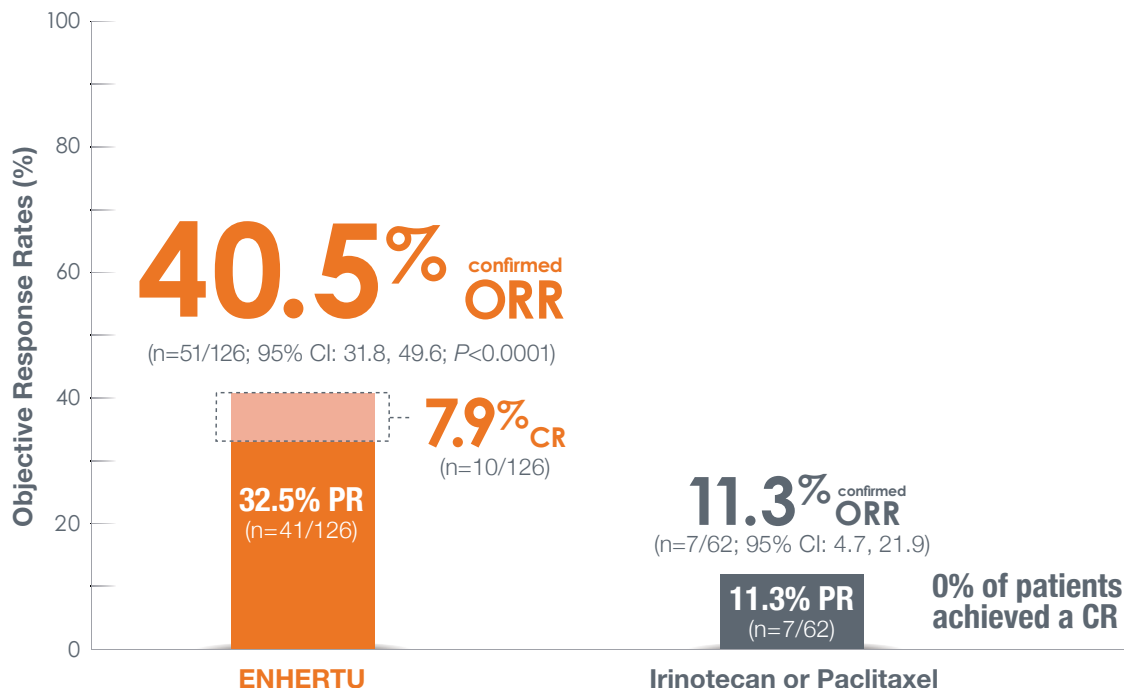 Objective Response Rates (%)
100
80
60
40
20
0
40.5% confirmed ORR
(n=51/126; 95% CI: 31.8, 49.6; P<0.0001)
7.9% CR
(n=10/126)
32.5% PR
(n=41/126)
ENHERTU
11.3% confirmed ORR
(n=7/62; 95% CI: 4.7, 21.9)
11.3% PR
(n=7/62)
0% of patients
achieved a CR
Irinotecan or Paclitaxel